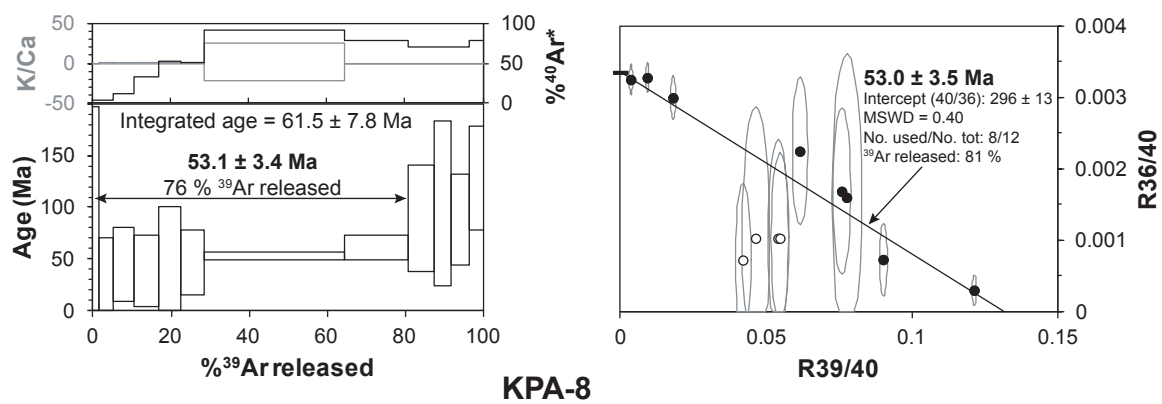 50
0
-50
K/Ca
100
50
0
%⁴⁰Ar*
Integrated age = 61.5 ± 7.8 Ma
53.1 ± 3.4 Ma
76 % ³⁹Ar released
150
100
50
0
Age (Ma)
0 20 40 60 80 100
%³⁹Ar released
53.0 ± 3.5 Ma
Intercept (40/36): 296 ± 13
MSWD = 0.40
No. used/No. tot: 8/12
³⁹Ar released: 81 %
0.004
0.003
0.002
0.001
0
R36/40
0 0.05 0.1 0.15
R39/40
KPA-8